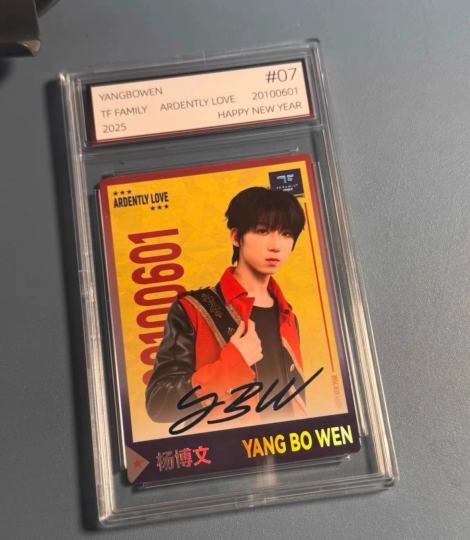 YANGBOWEN #07
TF FAMILY ARDENTLY LOVE 20100601
2025 HAPPY NEW YEAR
★★★
ARDENTLY LOVE
★★★
20100601
YBW
杨博文
YANG BO WEN